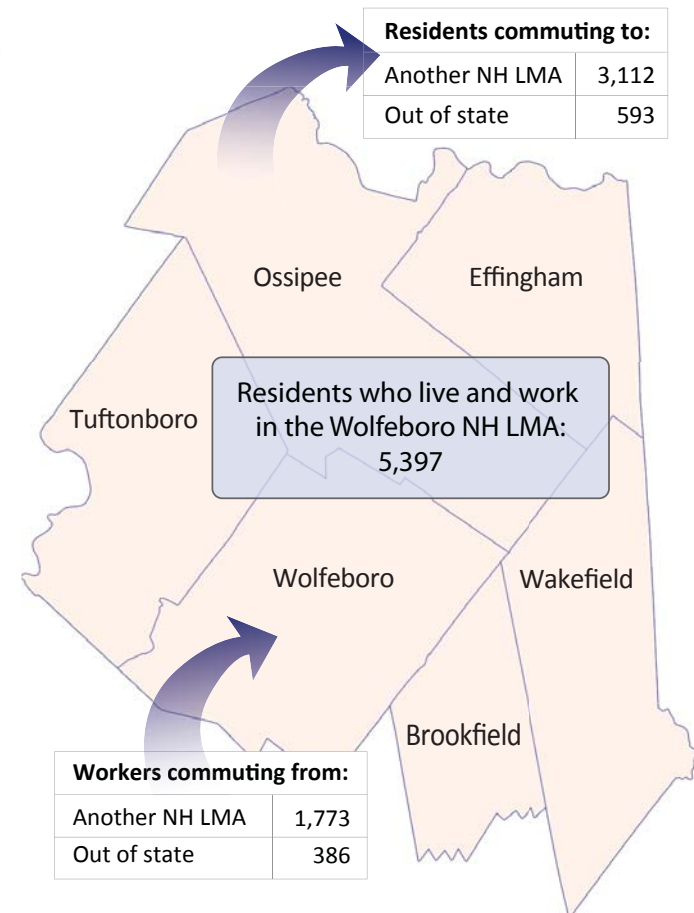 Residents commuting to:
Another NH LMA 3,112
Out of state 593
Ossipee
Effingham
Residents who live and work
in the Wolfeboro NH LMA:
5,397
Tuftonboro
Wolfeboro
Wakefield
Brookfield
Workers commuting from:
Another NH LMA 1,773
Out of state 386